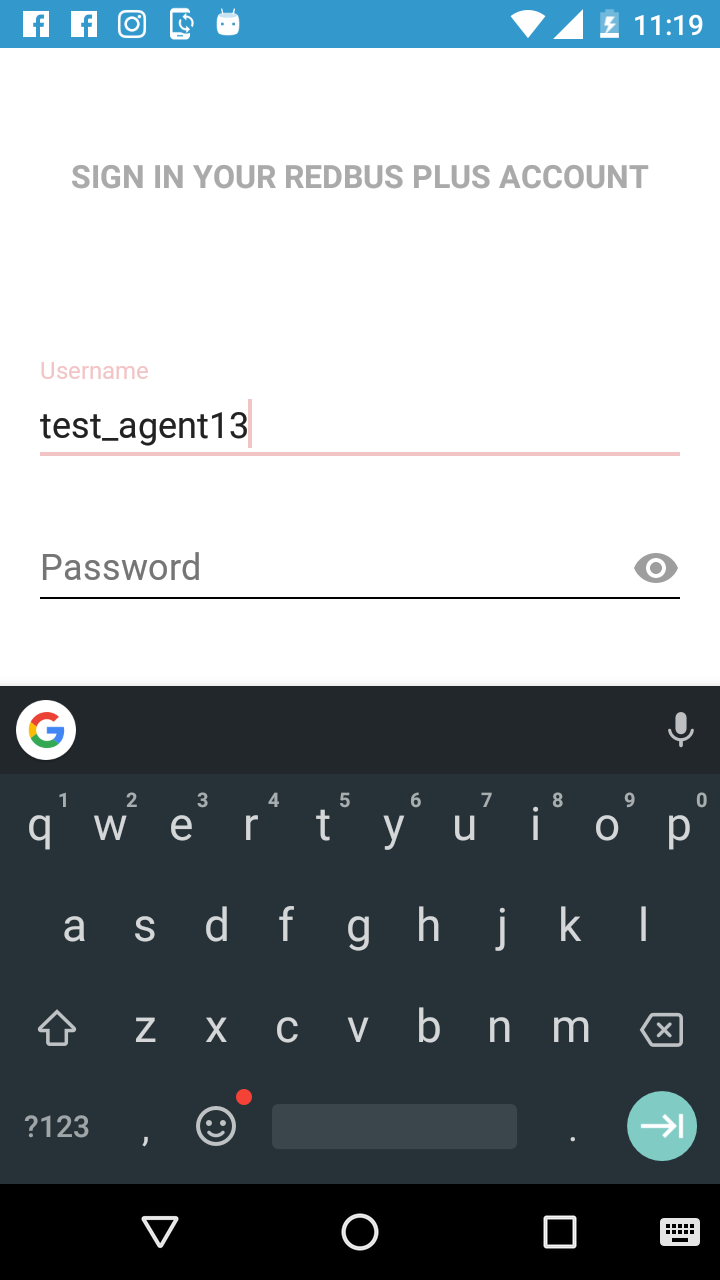 11:19
SIGN IN YOUR REDBUS PLUS ACCOUNT
Username
test_agent13
Password
q 1 w 2 e 3 r 4 t 5 y 6 u 7 i 8 o 9 p 0
a s d f g h j k l
z x c v b n m
?123 , .